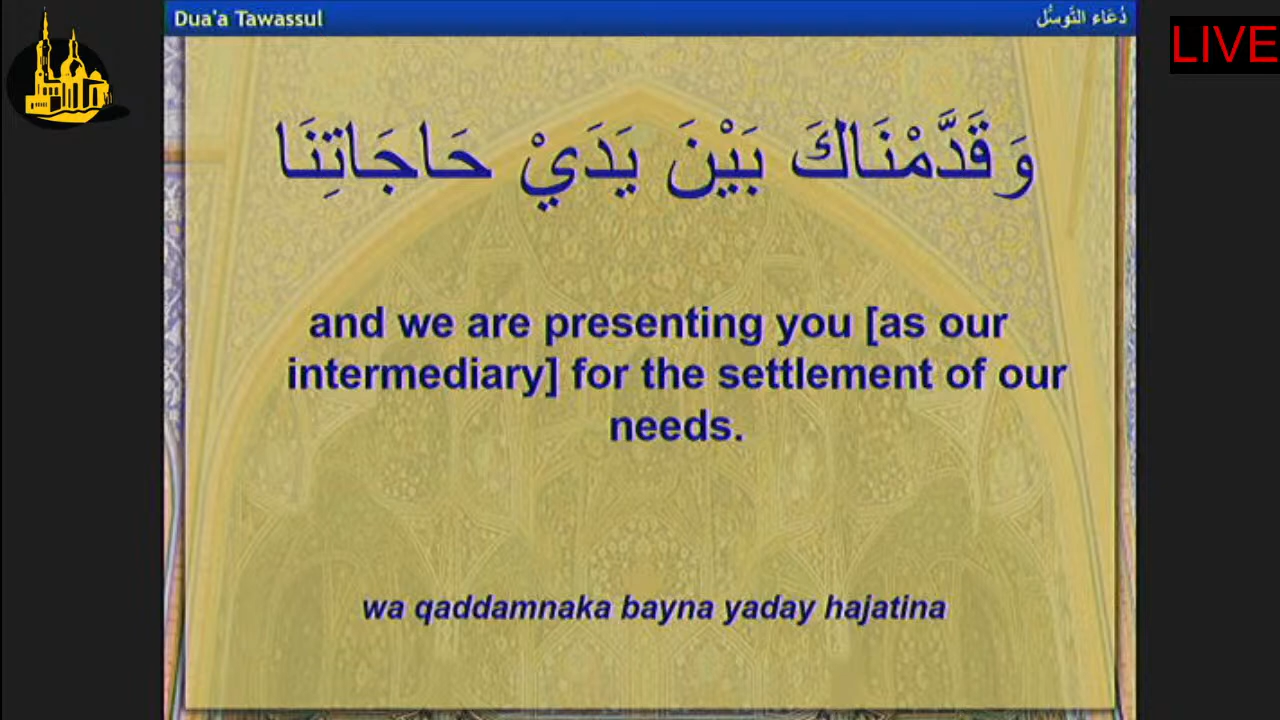 Dua'a Tawassul
دُعَاء التَّوسُّل
LIVE
وَقَدَّمْنَاكَ بَيْنَ يَدَيْ حَاجَاتِنَا
and we are presenting you [as our
intermediary] for the settlement of our
needs.
wa qaddamnaka bayna yaday hajatina